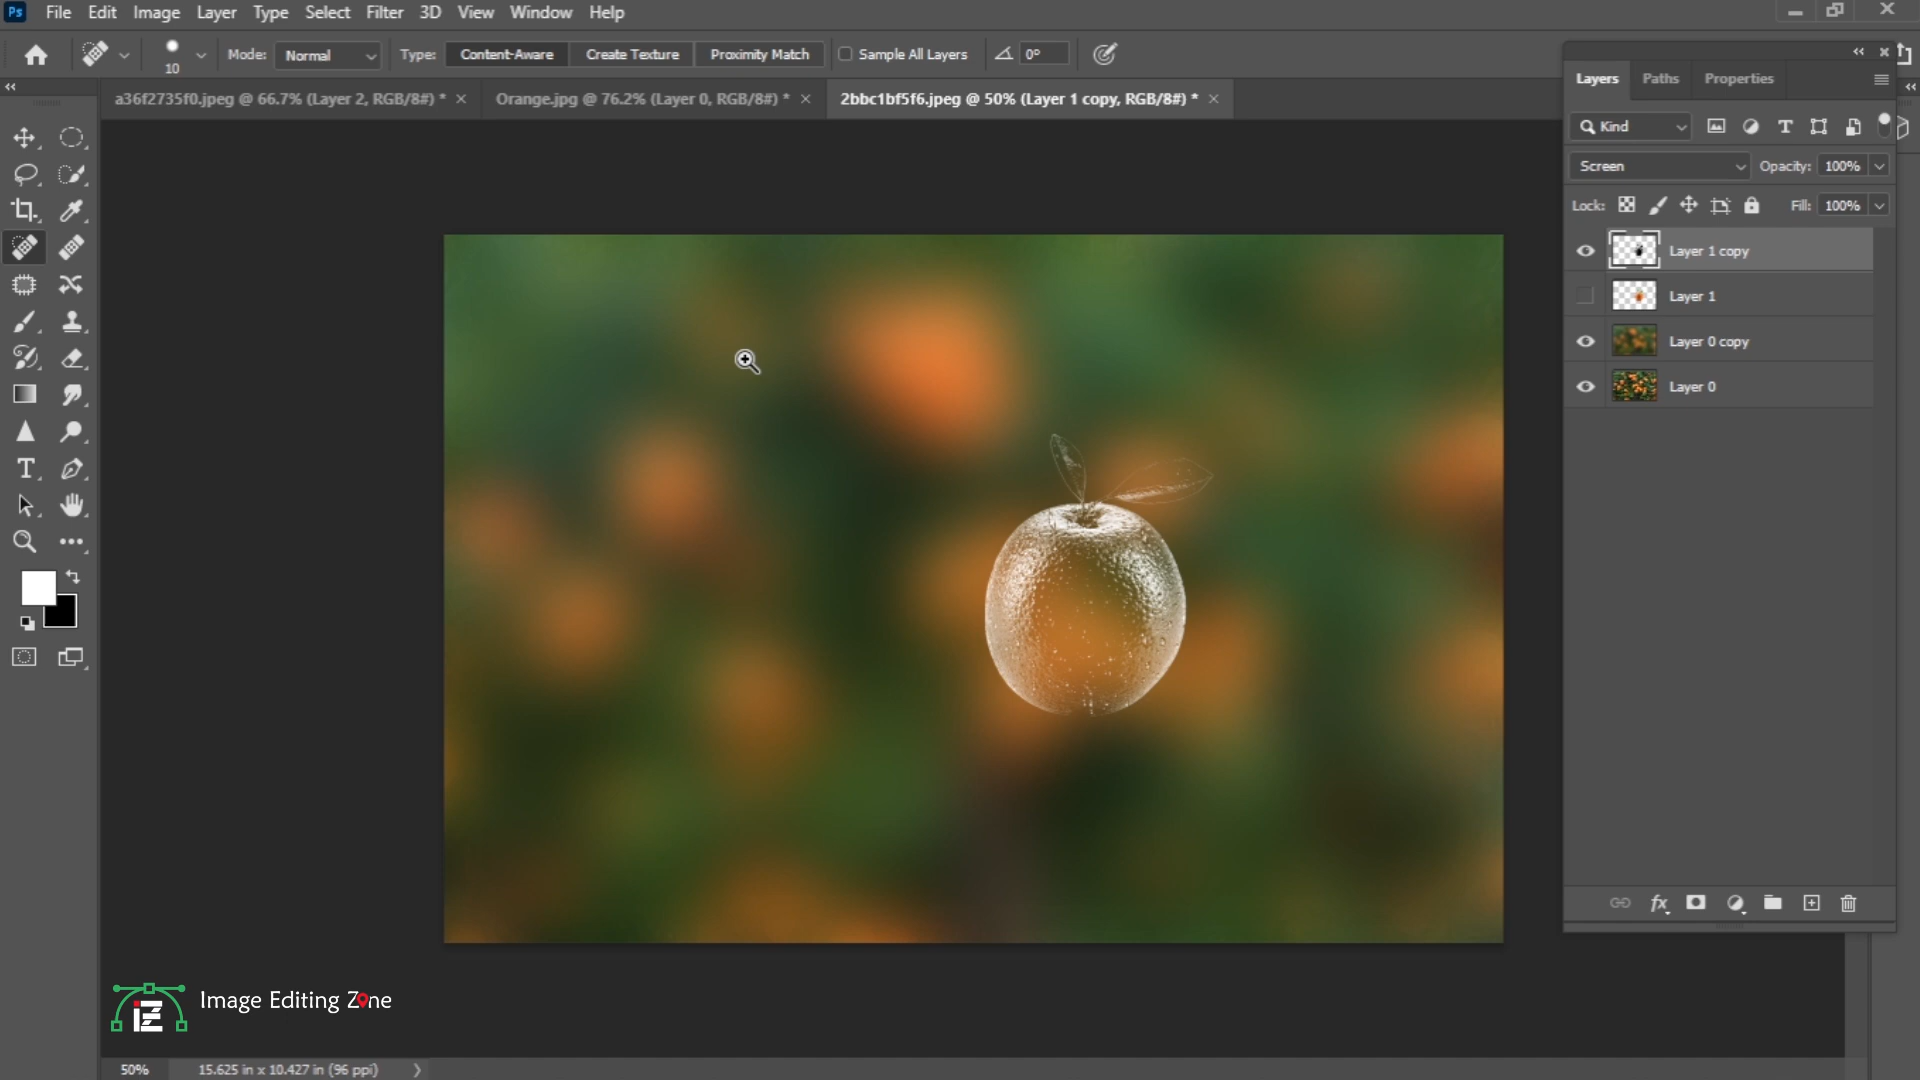 Ps File Edit Image Layer Type Select Filter 3D View Window Help
10 Mode: Normal Type: Content-Aware Create Texture Proximity Match Sample All Layers 0°
a36f2735f0.jpeg @ 66.7% (Layer 2, RGB/8#) * Orange.jpg @ 76.2% (Layer 0, RGB/8#) * 2bbc1bf5f6.jpeg @ 50% (Layer 1 copy, RGB/8#) *
Layers Paths Properties
Kind
Screen Opacity: 100%
Lock: Fill: 100%
Layer 1 copy
Layer 1
Layer 0 copy
Layer 0
fx
iEZ Image Editing Zone
50% 15.625 in x 10.427 in (96 ppi)